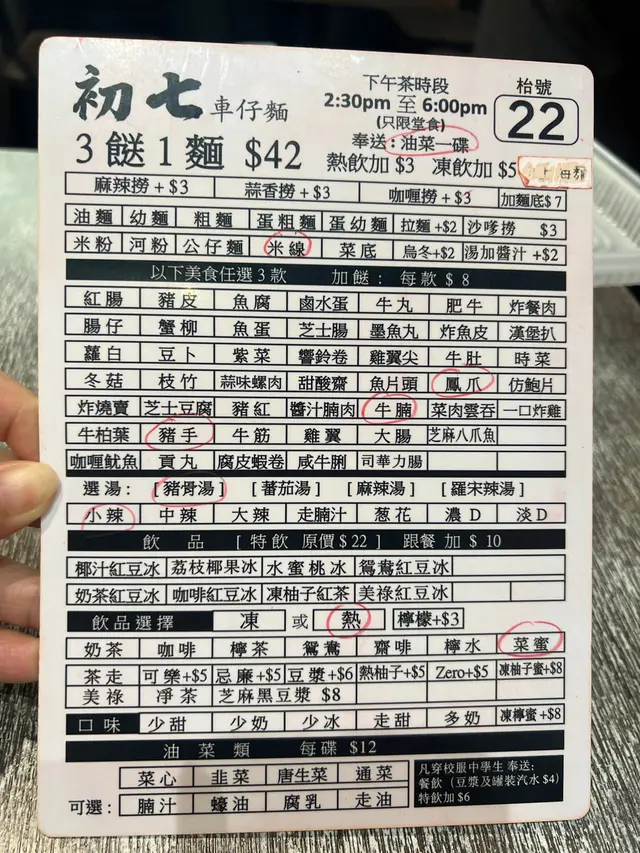 初七 車仔麵
下午茶時段
2:30pm 至 6:00pm
(只限堂食)
奉送：油菜一碟
枱號
22
3 餸 1 麵 $42
熱飲加 $3 凍飲加 $5
麻辣撈 + $3 蒜香撈 + $3 咖喱撈 + $3 加麵底 $ 7
油麵 幼麵 粗麵 蛋粗麵 蛋幼麵 拉麵 +$2 沙嗲撈 $3
米粉 河粉 公仔麵 米線 菜底 烏冬+$2 湯加醬汁 +$2
以下美食任選 3 款 加餸：每款 $ 8
紅腸 豬皮 魚腐 鹵水蛋 牛丸 肥牛 炸餐肉
腸仔 蟹柳 魚蛋 芝士腸 墨魚丸 炸魚皮 漢堡扒
蘿白 豆卜 紫菜 響鈴卷 雞翼尖 牛肚 時菜
冬菇 枝竹 蒜味螺肉 甜酸齋 魚片頭 鳳爪 仿鮑片
炸燒賣 芝士豆腐 豬紅 醬汁腩肉 牛腩 菜肉雲吞 一口炸雞
牛柏葉 豬手 牛筋 雞翼 大腸 芝麻八爪魚
咖喱魷魚 貢丸 腐皮蝦卷 咸牛脷 司華力腸
選湯：[豬骨湯] [蕃茄湯] [麻辣湯] [羅宋辣湯]
小辣 中辣 大辣 走腩汁 葱花 濃 D 淡 D
飲品 [特飲 原價 $ 22] 跟餐加 $ 10
椰汁紅豆冰 荔枝椰果冰 水蜜桃冰 鴛鴦紅豆冰
奶茶紅豆冰 咖啡紅豆冰 凍柚子紅茶 美祿紅豆冰
飲品選擇 凍 或 熱 檸檬+$3
奶茶 咖啡 檸茶 鴛鴦 齋啡 檸水 菜蜜
茶走 可樂+$5 忌廉+$5 豆漿+$6 熱柚子+$5 Zero+$5 凍柚子蜜+$8
美祿 凈茶 芝麻黑豆漿 $8
口味 少甜 少奶 少冰 走甜 多奶 凍檸蜜+$8
油菜類 每碟 $12
菜心 韭菜 唐生菜 通菜
可選：腩汁 蠔油 腐乳 走油
凡穿校服中學生 奉送：
餐飲 (豆漿及罐裝汽水 $4)
特飲加 $6